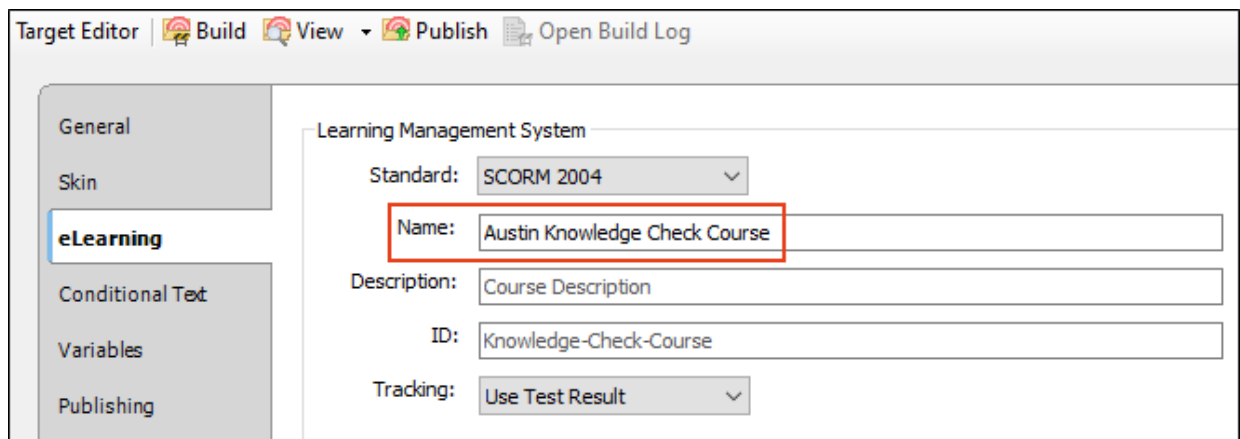 Target Editor Build View Publish Open Build Log
General
Skin
eLearning
Conditional Text
Variables
Publishing
Learning Management System
Standard: SCORM 2004
Name: Austin Knowledge Check Course
Description: Course Description
ID: Knowledge-Check-Course
Tracking: Use Test Result